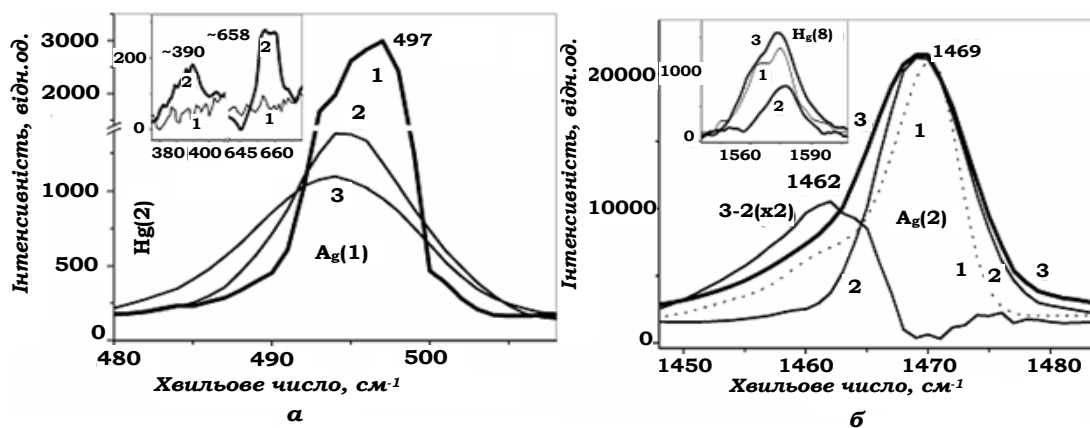 а
3000
2000
1000
500
0
Інтенсивність, відн.од.
Hg(2)
200
100
0
~390
2
1
~658
2
1
380 400 645 660
497
1
2
3
Ag(1)
480 490 500
Хвильове число, см-1
а
20000
10000
0
Інтенсивність, відн.од.
1000
0
3
1
2
Hg(8)
1560 1590
1469
3
1
1462
3-2(x2)
Ag(2)
2
1
2
3
1450 1460 1470 1480
Хвильове число, см-1
б